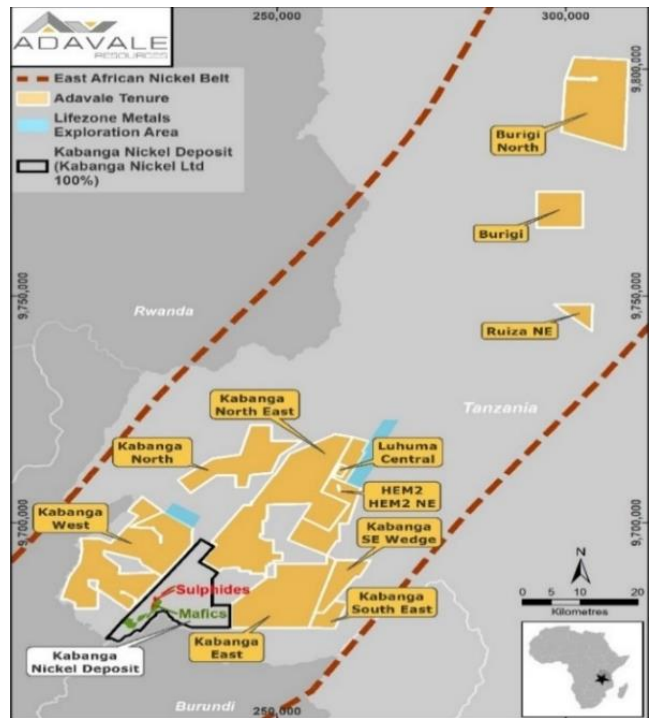 ADAVALE
RESOURCES
East African Nickel Belt
Adavale Tenure
Lifezone Metals
Exploration Area
Kabanga Nickel Deposit
(Kabanga Nickel Ltd
100%)
250,000
300,000
9,800,000
Burigi
North
Burigi
9,750,000
9,750,000
Ruiza NE
Rwanda
Tanzania
Kabanga
North East
Kabanga
North
Luhuma
Central
HEM2
HEM2 NE
Kabanga
West
Kabanga
SE Wedge
9,700,000
9,700,000
Sulphides
Mafics
Kabanga
South East
Kabanga
Nickel Deposit
Kabanga
East
Burundi
250,000
N
0 5 10 20
Kilometres